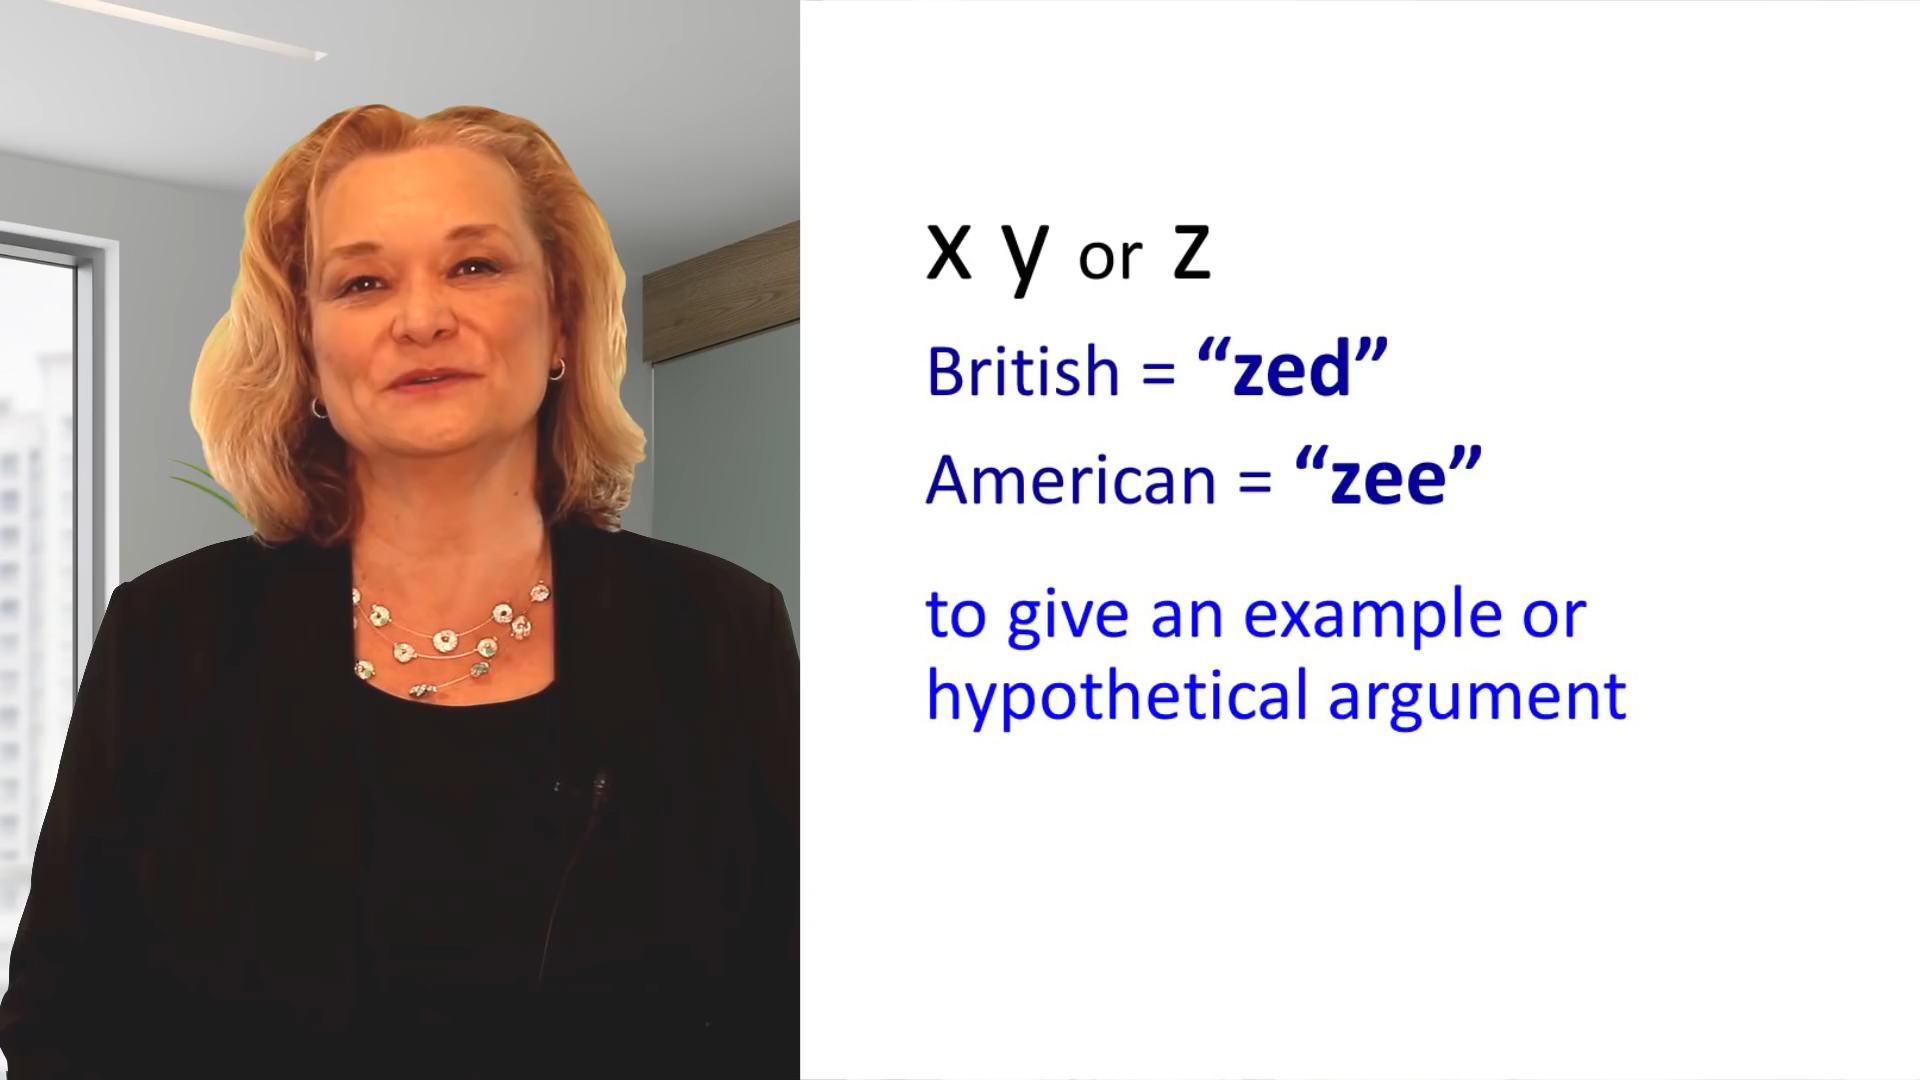 x y or z
British = “zed”
American = “zee”
to give an example or
hypothetical argument